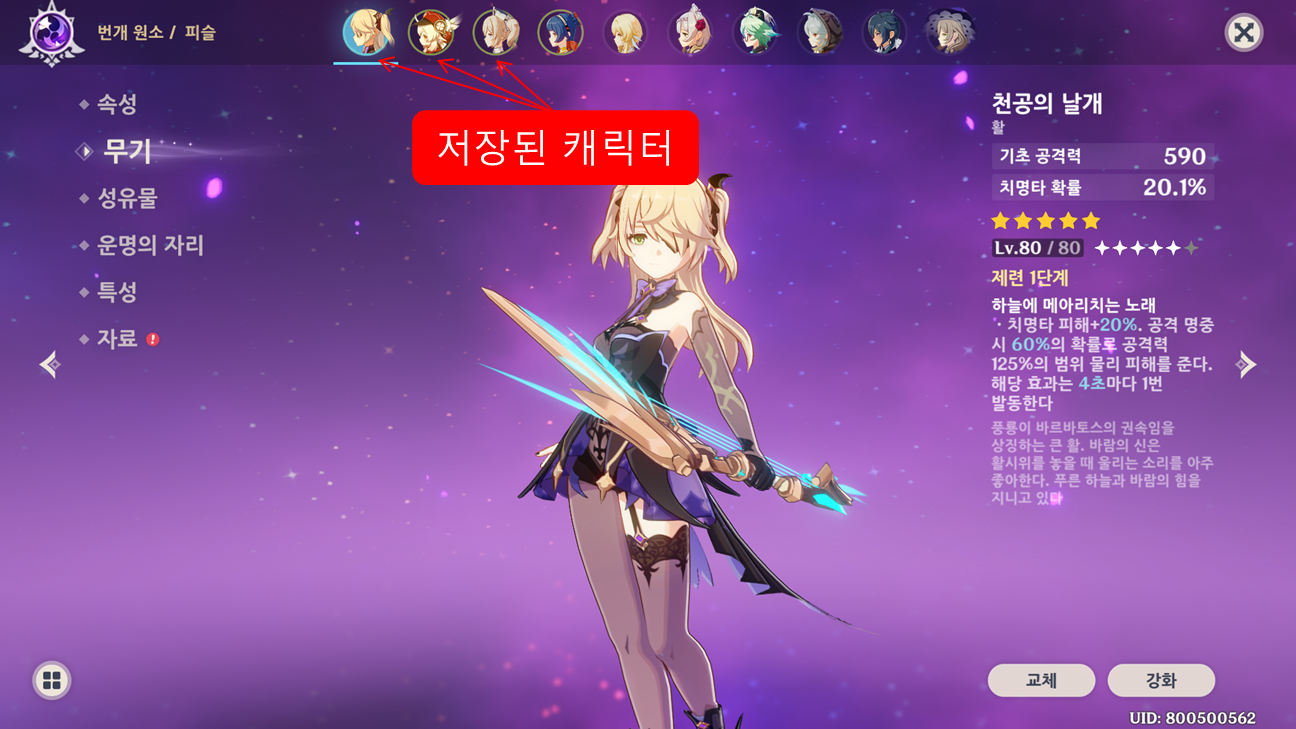 번개 원소 / 피슬
저장된 캐릭터
속성
무기
성유물
운명의 자리
특성
자료
천공의 날개
활
기초 공격력 590
치명타 확률 20.1%
Lv.80 / 80
제련 1단계
하늘에 메아리치는 노래
· 치명타 피해+20%. 공격 명중
시 60%의 확률로 공격력
125%의 범위 물리 피해를 준다.
해당 효과는 4초마다 1번
발동한다
풍룡이 바르바토스의 권속임을
상징하는 큰 활. 바람의 신은
활시위를 놓을 때 울리는 소리를 아주
좋아한다. 푸른 하늘과 바람의 힘을
지니고 있다
교체
강화
UID: 800500562